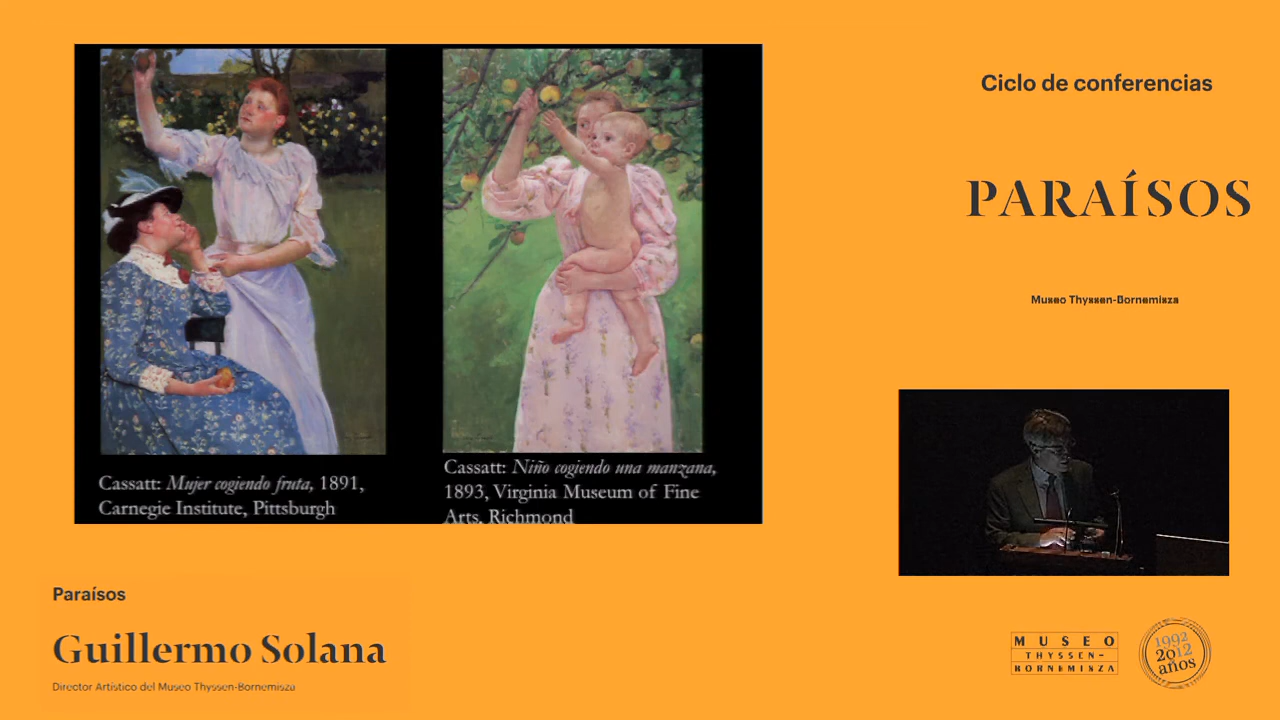 Ciclo de conferencias
PARAÍSOS
Museo Thyssen-Bornemisza
Cassatt: Mujer cogiendo fruta, 1891,
Carnegie Institute, Pittsburgh
Cassatt: Niño cogiendo una manzana,
1893, Virginia Museum of Fine
Arts, Richmond
Paraísos
Guillermo Solana
Director Artístico del Museo Thyssen-Bornemisza
MUSEO
THYSSEN-
BORNEMISZA
1992
2012
años